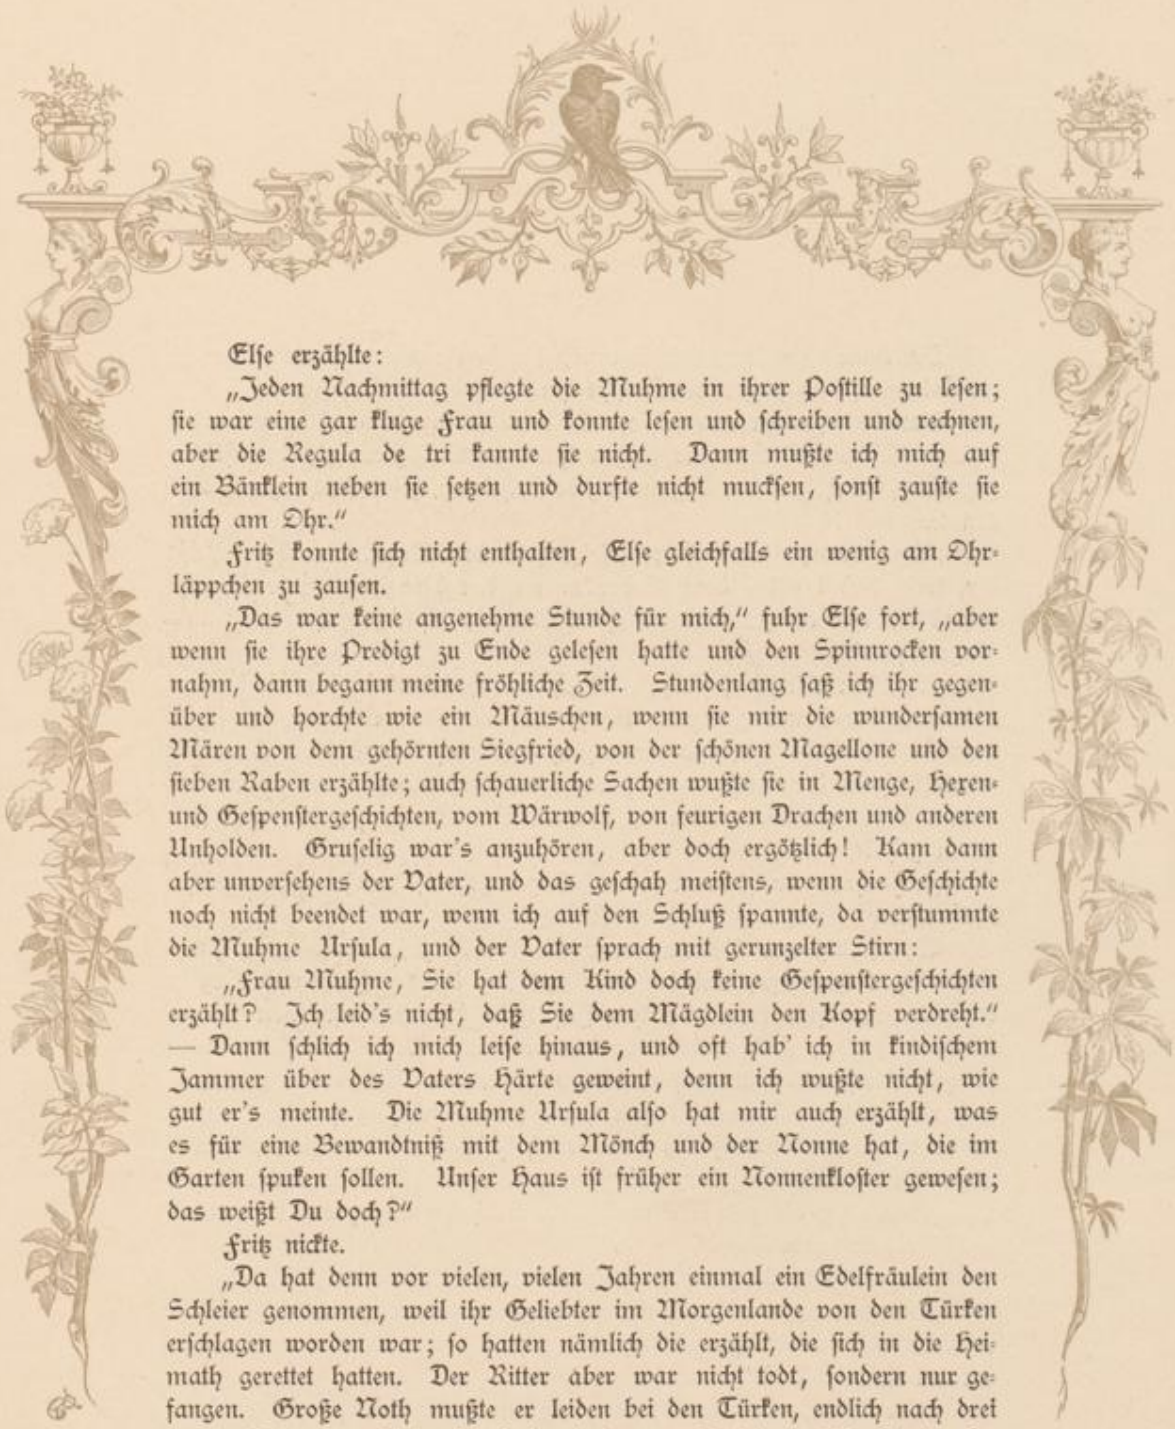 Else erzählte:
„Jeden Nachmittag pflegte die Muhme in ihrer Postille zu lesen;
sie war eine gar kluge Frau und konnte lesen und schreiben und rechnen,
aber die Regula de tri kannte sie nicht. Dann mußte ich mich auf
ein Bänklein neben sie setzen und durfte nicht mucksen, sonst zauste sie
mich am Ohr.“
Fritz konnte sich nicht enthalten, Else gleichfalls ein wenig am Ohr-
läppchen zu zausen.
„Das war keine angenehme Stunde für mich,“ fuhr Else fort, „aber
wenn sie ihre Predigt zu Ende gelesen hatte und den Spinnrocken vor-
nahm, dann begann meine fröhliche Zeit. Stundenlang saß ich ihr gegen-
über und horchte wie ein Mäuschen, wenn sie mir die wundersamen
Mären von dem gehörnten Siegfried, von der schönen Magellone und den
sieben Raben erzählte; auch schauerliche Sachen wußte sie in Menge, Hexen-
und Gespenstergeschichten, vom Wärwolf, von feurigen Drachen und anderen
Unholden. Gruselig war's anzuhören, aber doch ergötzlich! Kam dann
aber unversehens der Vater, und das geschah meistens, wenn die Geschichte
noch nicht beendet war, wenn ich auf den Schluß spannte, da verstummte
die Muhme Ursula, und der Vater sprach mit gerunzelter Stirn:
„Frau Muhme, Sie hat dem Kind doch keine Gespenstergeschichten
erzählt? Ich leid's nicht, daß Sie dem Mägdlein den Kopf verdreht.“
— Dann schlich ich mich leise hinaus, und oft hab' ich in kindischem
Jammer über des Vaters Härte geweint, denn ich wußte nicht, wie
gut er's meinte. Die Muhme Ursula also hat mir auch erzählt, was
es für eine Bewandtniß mit dem Mönch und der Nonne hat, die im
Garten spuken sollen. Unser Haus ist früher ein Nonnenkloster gewesen;
das weißt Du doch?“
Fritz nickte.
„Da hat denn vor vielen, vielen Jahren einmal ein Edelfräulein den
Schleier genommen, weil ihr Geliebter im Morgenlande von den Türken
erschlagen worden war; so hatten nämlich die erzählt, die sich in die Hei-
math gerettet hatten. Der Ritter aber war nicht todt, sondern nur ge-
fangen. Große Noth mußte er leiden bei den Türken, endlich nach drei